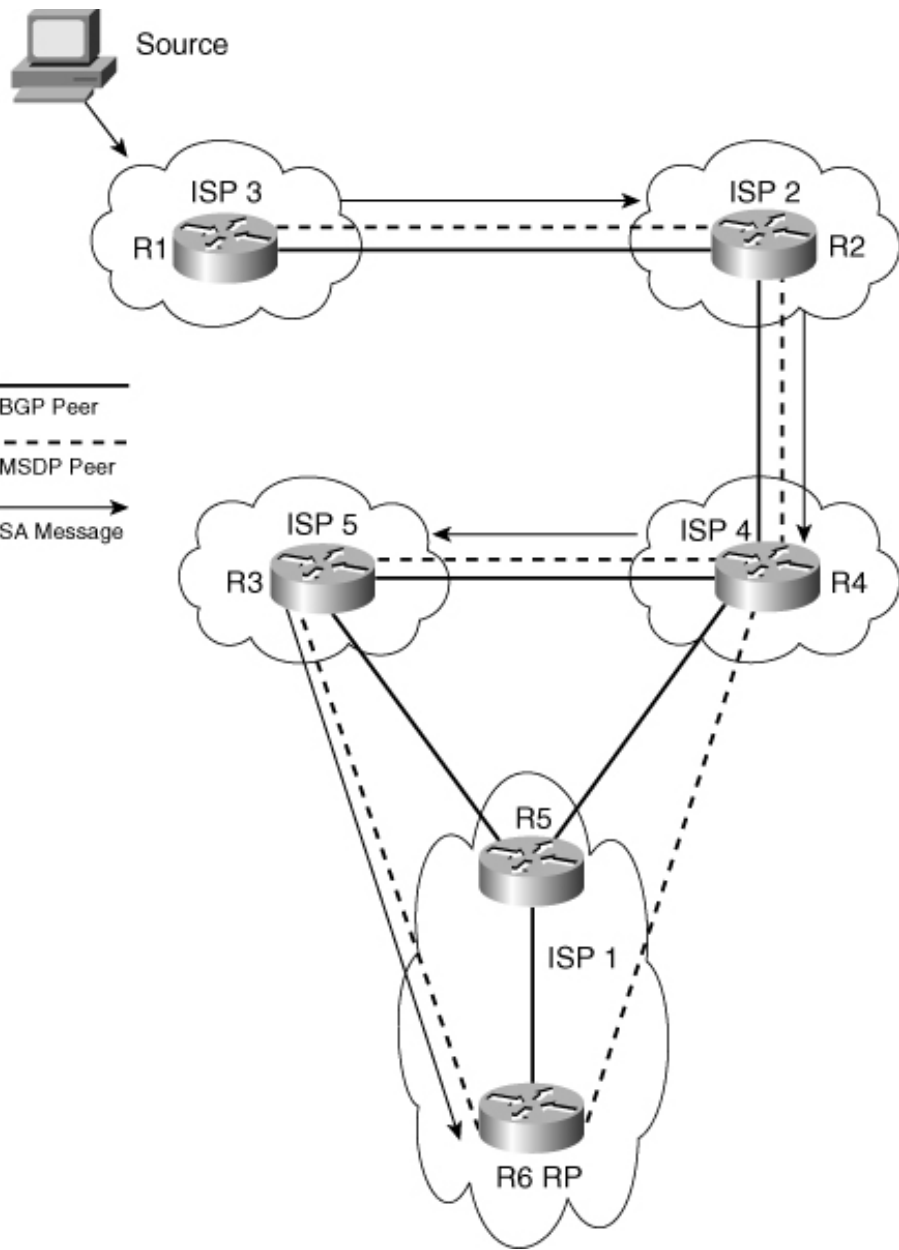 Source
ISP 3
R1
ISP 2
R2
BGP Peer
MSDP Peer
SA Message
ISP 5
R3
ISP 4
R4
R5
ISP 1
R6 RP